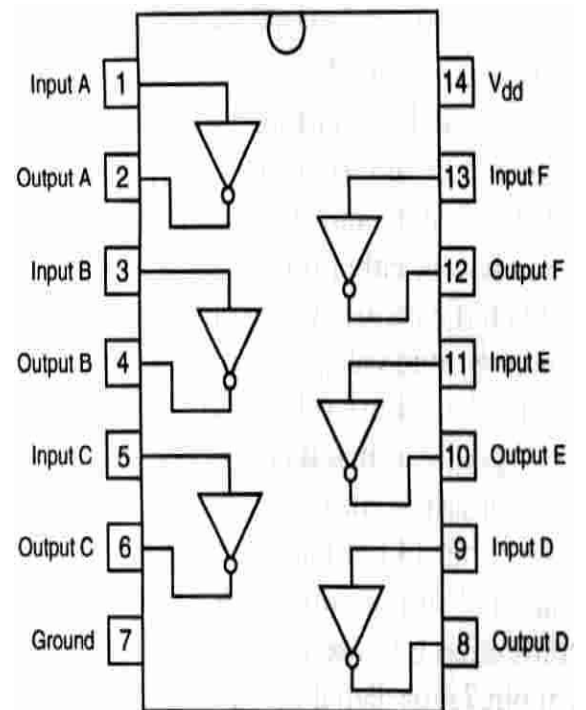 Input A 1
14 Vdd
Output A 2
13 Input F
Input B 3
12 Output F
Output B 4
11 Input E
Input C 5
10 Output E
Output C 6
9 Input D
Ground 7
8 Output D